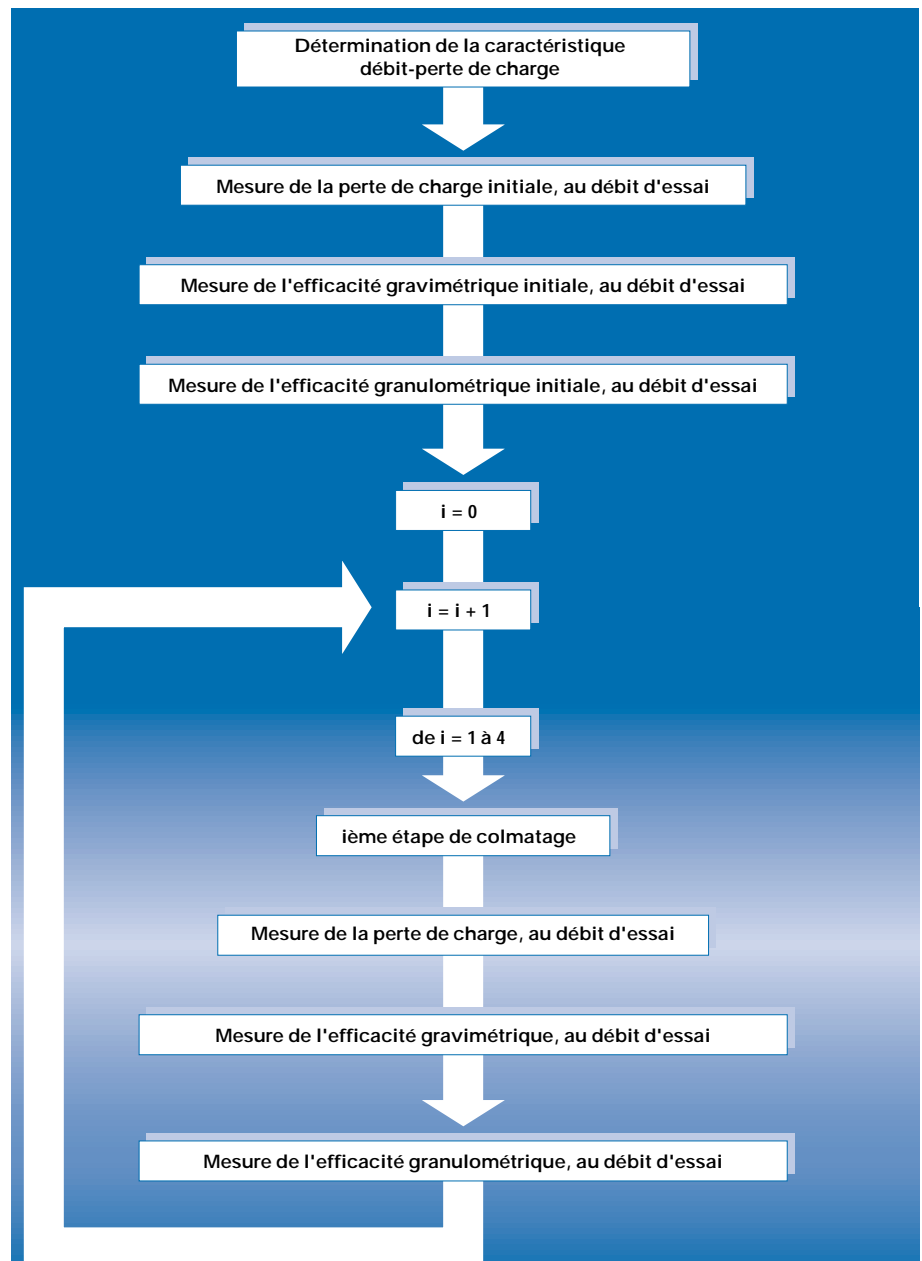 Détermination de la caractéristique
débit-perte de charge
Mesure de la perte de charge initiale, au débit d'essai
Mesure de l'efficacité gravimétrique initiale, au débit d'essai
Mesure de l'efficacité granulométrique initiale, au débit d'essai
i = 0
i = i + 1
de i = 1 à 4
ième étape de colmatage
Mesure de la perte de charge, au débit d'essai
Mesure de l'efficacité gravimétrique, au débit d'essai
Mesure de l'efficacité granulométrique, au débit d'essai